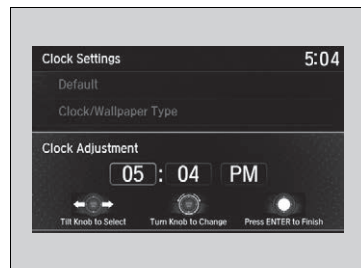 Clock Settings 5:04
Default
Clock/Wallpaper Type
Clock Adjustment
05 : 04 PM
Tilt Knob to Select Turn Knob to Change Press ENTER to Finish